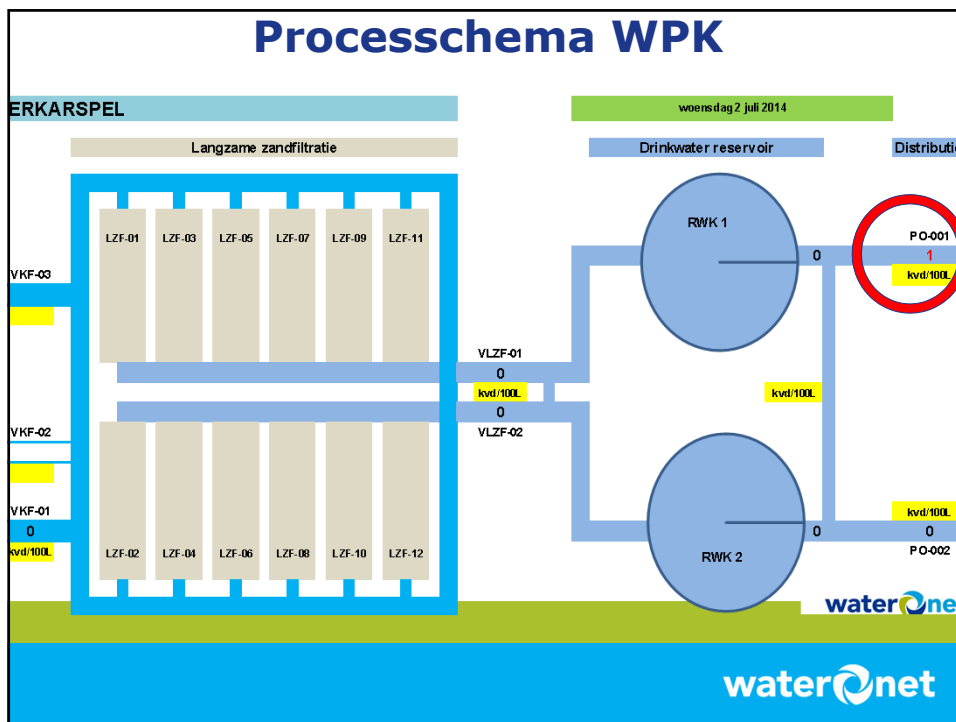 Processchema WPK
ERKARSPEL
woensdag 2 juli 2014
Langzame zandfiltratie
Drinkwater reservoir
Distributie
LZF-01 LZF-03 LZF-05 LZF-07 LZF-09 LZF-11
RWK 1
PO-001
0
1
kvd/100L
VKF-03
VLZF-01
0
kvd/100L
0
VLZF-02
kvd/100L
VKF-02
VKF-01
0
kvd/100L
LZF-02 LZF-04 LZF-06 LZF-08 LZF-10 LZF-12
RWK 2
0
kvd/100L
0
PO-002
waternet
waternet